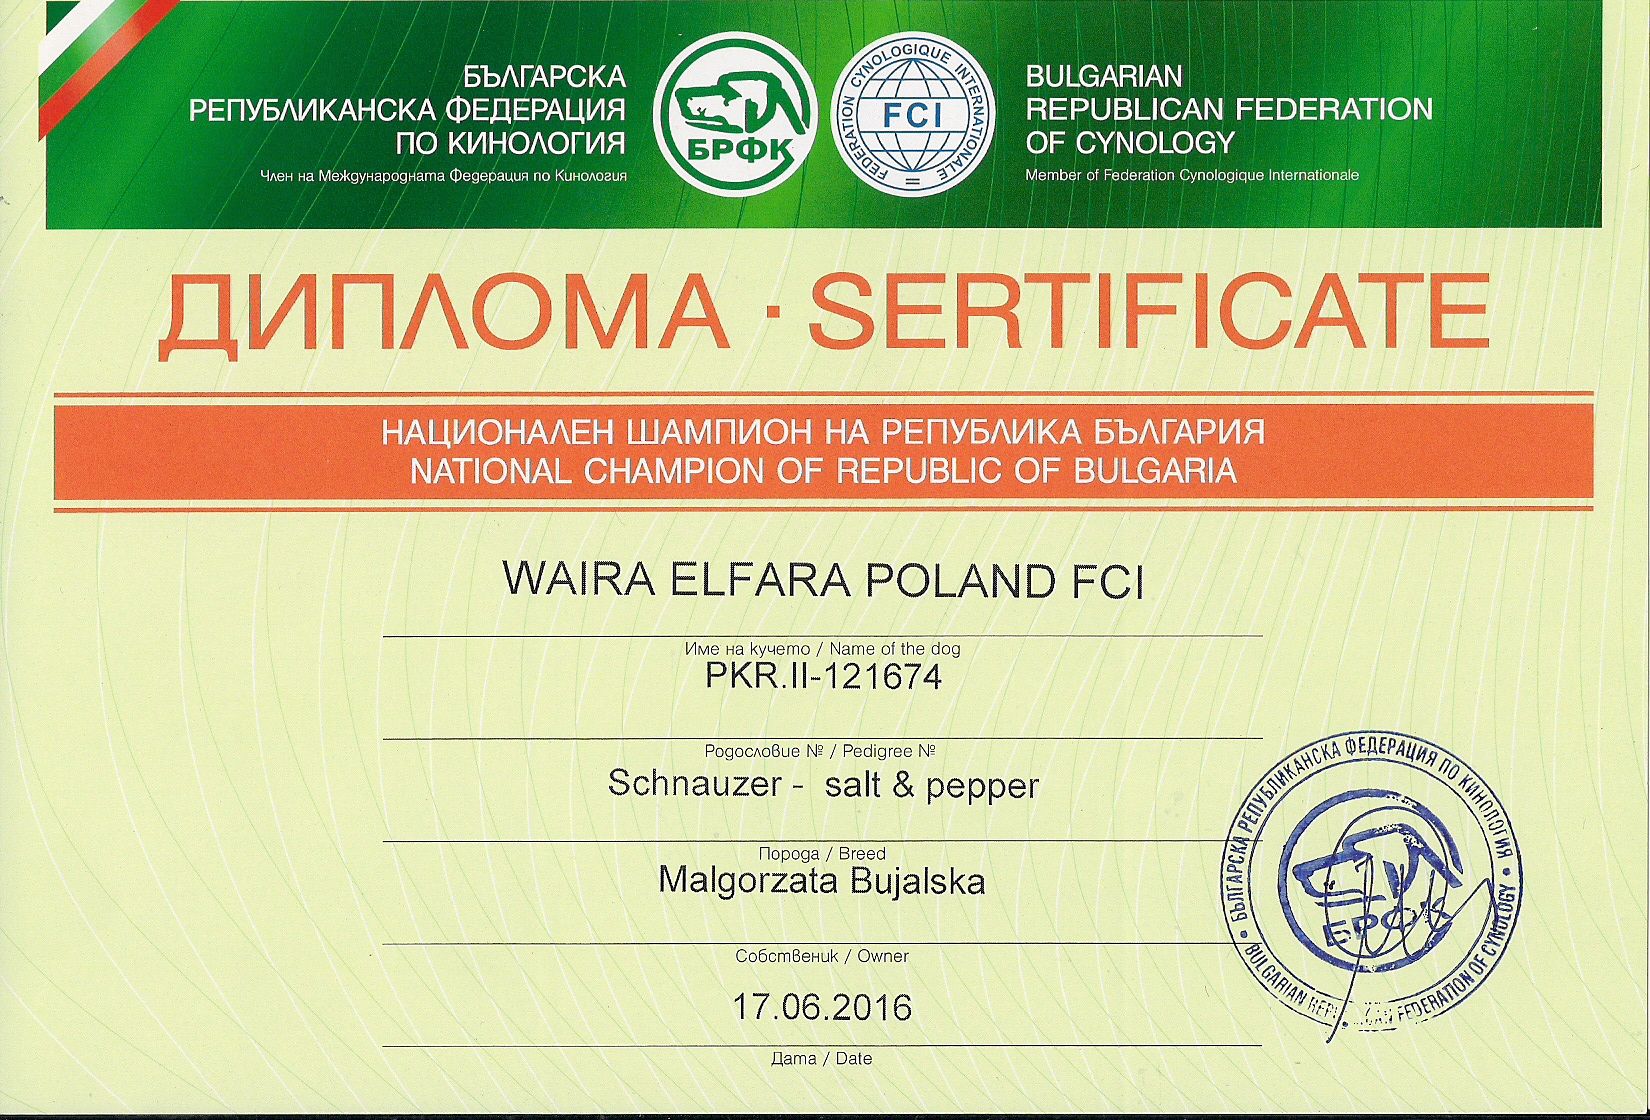 БЪЛГАРСКА
РЕПУБЛИКАНСКА ФЕДЕРАЦИЯ
ПО КИНОЛОГИЯ
Член на Международната Федерация по Кинология
БРФК
FEDERATION CYNOLOGIQUE INTERNATIONALE
FCI
BULGARIAN
REPUBLICAN FEDERATION
OF CYNOLOGY
Member of Federation Cynologique Internationale
ДИПЛОМА · SERTIFICATE
НАЦИОНАЛЕН ШАМПИОН НА РЕПУБЛИКА БЪЛГАРИЯ
NATIONAL CHAMPION OF REPUBLIC OF BULGARIA
WAIRA ELFARA POLAND FCI
Име на кучето / Name of the dog
PKR.II-121674
Родословие № / Pedigree №
Schnauzer - salt & pepper
Порода / Breed
Malgorzata Bujalska
Собственик / Owner
17.06.2016
Дата / Date
БЪЛГАРСКА РЕПУБЛИКАНСКА ФЕДЕРАЦИЯ ПО КИНОЛОГИЯ
БРФК
BULGARIAN FEDERATION OF CYNOLOGY